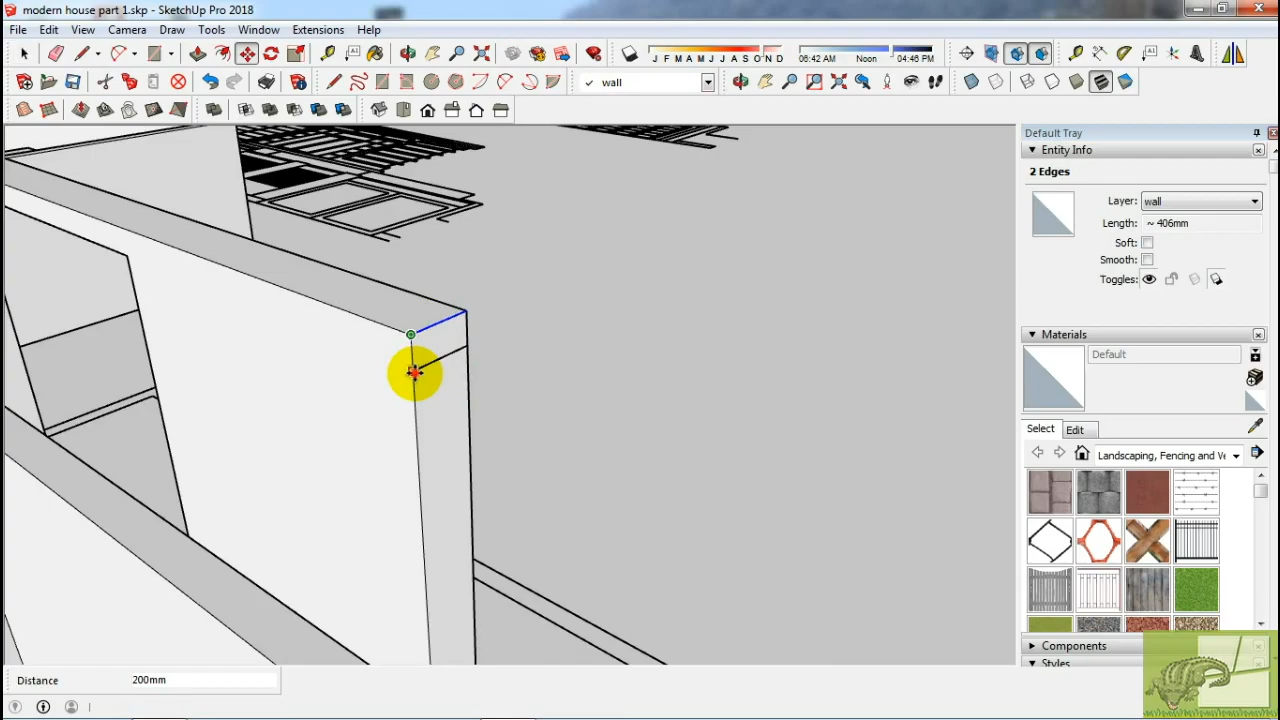 modern house part 1.skp - SketchUp Pro 2018
File Edit View Camera Draw Tools Window Extensions Help
J F M A M J J A S O N D 06:42 AM Noon 04:46 PM
wall
Default Tray
Entity Info
2 Edges
Layer: wall
Length: ~ 406mm
Soft:
Smooth:
Toggles:
Materials
Default
Select Edit
Landscaping, Fencing and Ve
Components
Styles
Distance 200mm